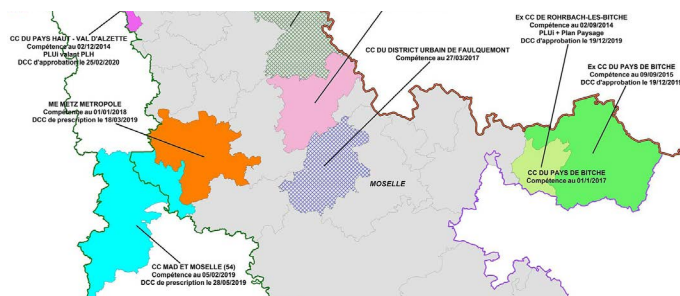 CC DU PAYS HAUT - VAL D'ALZETTE
Compétence au 02/12/2014
PLUi valant PLH
DCC d'approbation le 25/02/2020
Ex CC DE ROHRBACH-LES-BITCHE
Compétence au 02/09/2014
PLUi + Plan Paysage
DCC d'approbation le 19/12/2019
CC DU DISTRICT URBAIN DE FAULQUEMONT
Compétence au 27/03/2017
Ex CC DU PAYS DE BITCHE
Compétence au 09/09/2015
DCC d'approbation le 19/12/2019
ME METZ METROPOLE
Compétence au 01/01/2018
DCC de prescription le 18/03/2019
CC DU PAYS DE BITCHE
Compétence au 01/1/2017
MOSELLE
CC MAD ET MOSELLE (54)
Compétence au 05/02/2019
DCC de prescription le 28/05/2019